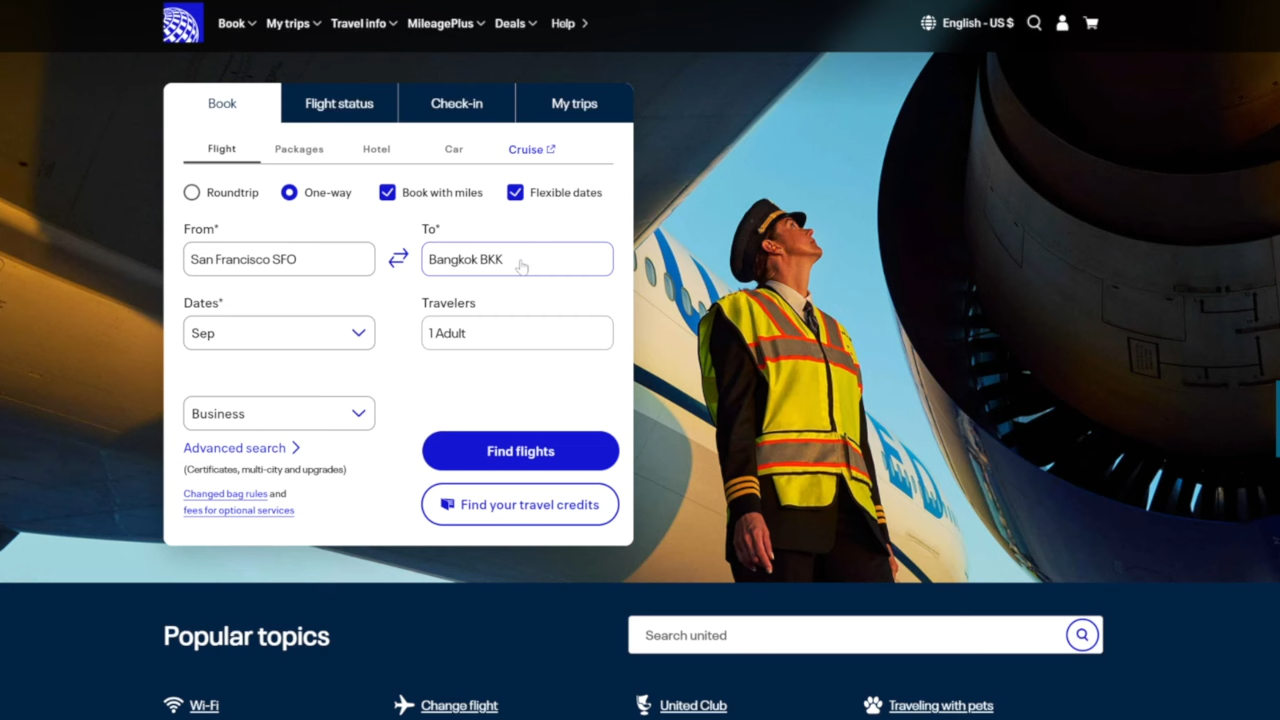 Book My trips Travel info MileagePlus Deals Help English - US $
Book Flight status Check-in My trips
Flight Packages Hotel Car Cruise
Roundtrip One-way Book with miles Flexible dates
From* To*
San Francisco SFO Bangkok BKK
Dates* Travelers
Sep 1 Adult
Business
Advanced search
(Certificates, multi-city and upgrades)
Find flights
Changed bag rules and
fees for optional services
Find your travel credits
Popular topics
Search united
Wi-Fi Change flight United Club Traveling with pets